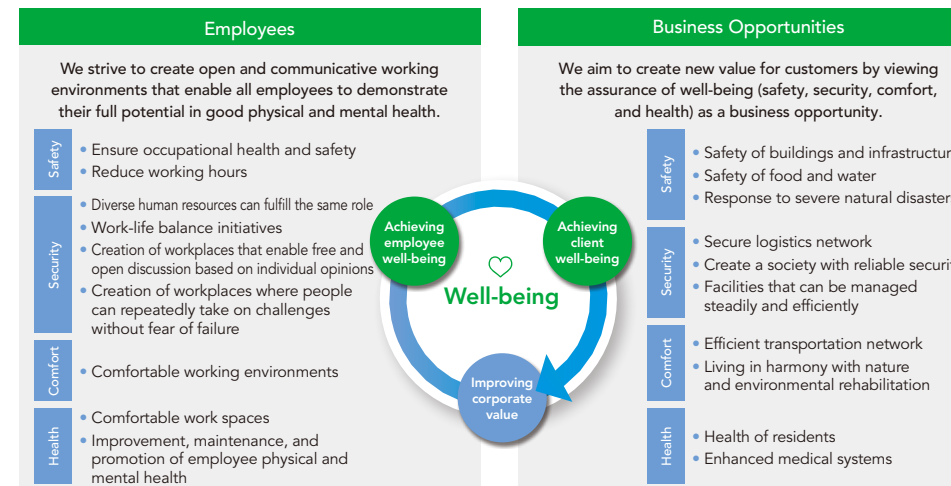 Employees
We strive to create open and communicative working
environments that enable all employees to demonstrate
their full potential in good physical and mental health.
Safety
• Ensure occupational health and safety
• Reduce working hours
Security
• Diverse human resources can fulfill the same role
• Work-life balance initiatives
• Creation of workplaces that enable free and
open discussion based on individual opinions
• Creation of workplaces where people
can repeatedly take on challenges
without fear of failure
Comfort
• Comfortable working environments
Health
• Comfortable work spaces
• Improvement, maintenance, and
promotion of employee physical and
mental health
Achieving
employee
well-being
Well-being
Achieving
client
well-being
Improving
corporate
value
Business Opportunities
We aim to create new value for customers by viewing
the assurance of well-being (safety, security, comfort,
and health) as a business opportunity.
Safety
• Safety of buildings and
• Safety of food and water
• Response to severe natural
Security
• Secure logistics network
• Create a society with reliable
• Facilities that can be managed
steadily and efficiently
Comfort
• Efficient transportation network
• Living in harmony with nature
and environmental rehabilitation
Health
• Health of residents
• Enhanced medical systems